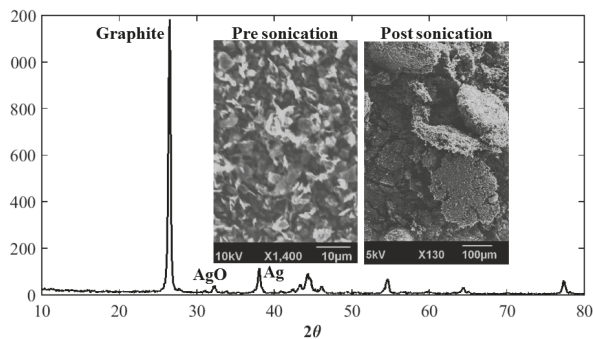 200
Graphite
Pre sonication
Post sonication
000
800
600
400
200
0
10kV X1,400 10μm
5kV X130 100μm
AgO
Ag
10 20 30 40 50 60 70 80
2θ